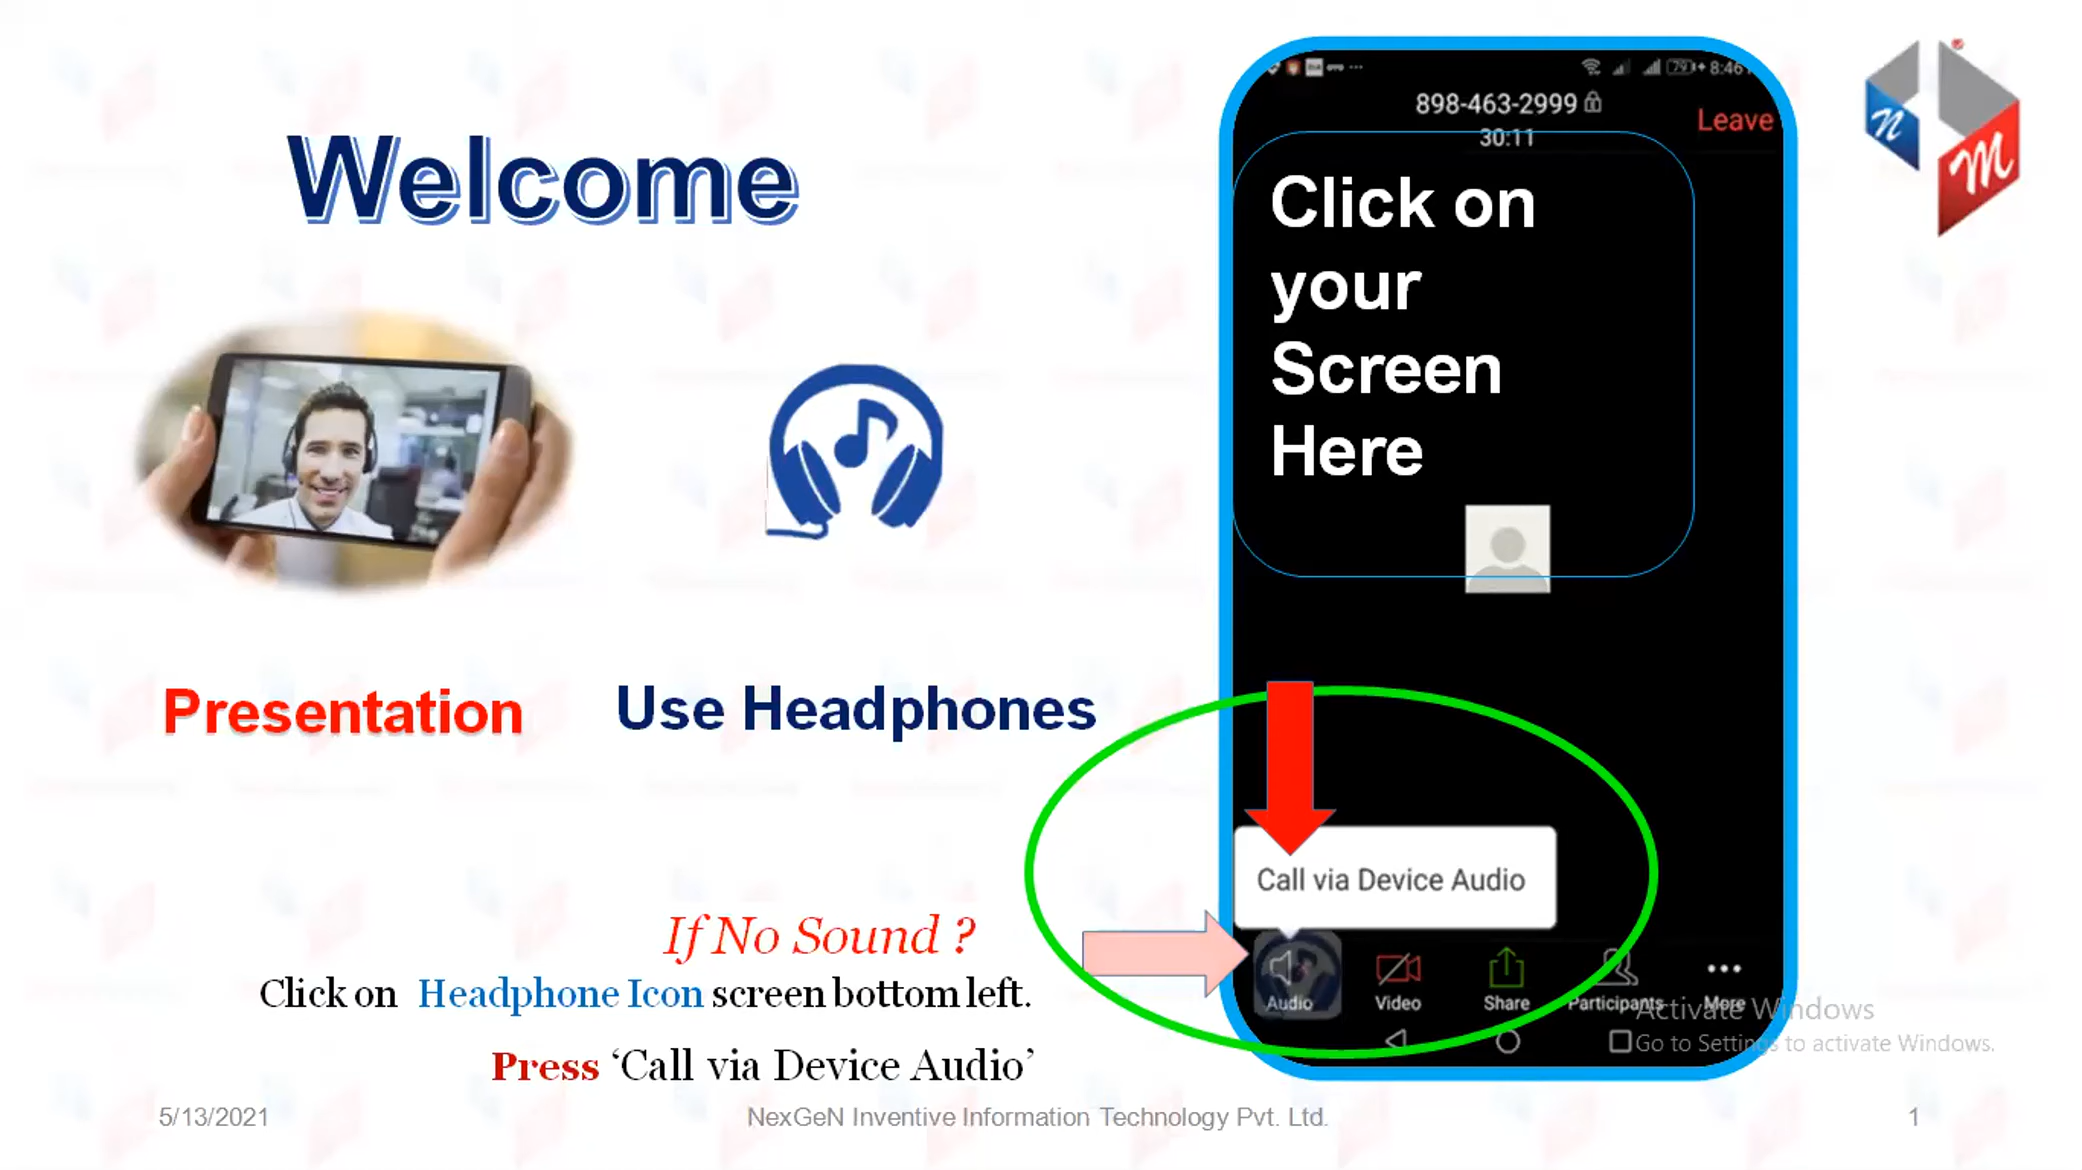 Welcome
Presentation
Use Headphones
If No Sound ?
Click on Headphone Icon screen bottom left.
Press ‘Call via Device Audio’
898-463-2999
30:11
Leave
Click on
your
Screen
Here
Call via Device Audio
Audio
Video
Share
Participants
More
Activate Windows
Go to Settings to activate Windows.
n
m
79
8:46
5/13/2021
NexGeN Inventive Information Technology Pvt. Ltd.
1